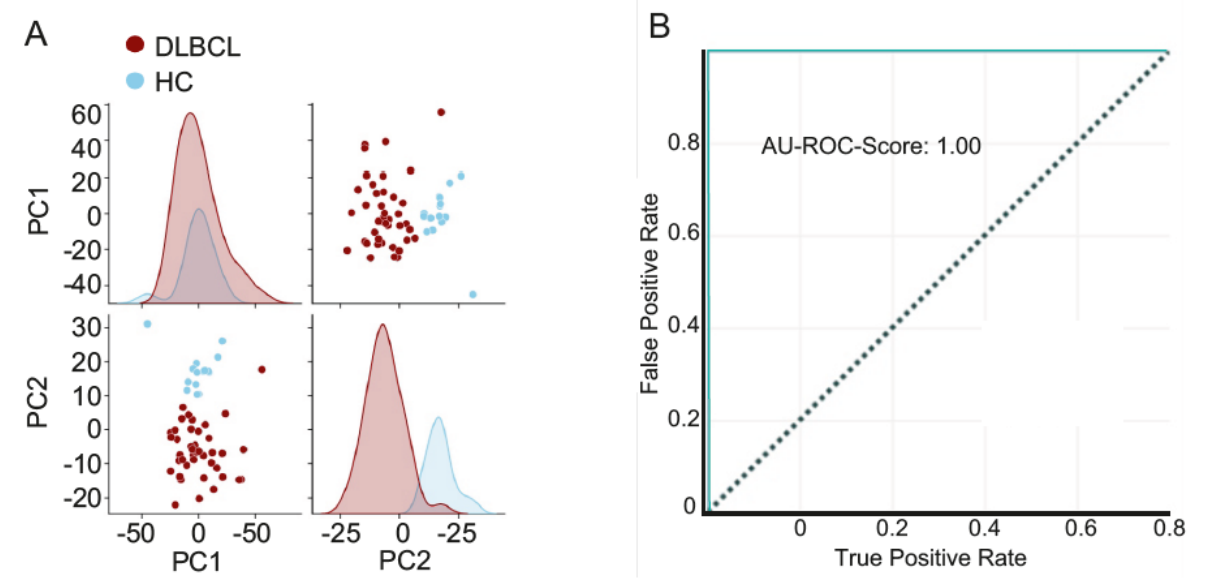 A
DLBCL
HC
PC1
60
40
20
0
-20
-40
PC2
30
20
10
0
-10
-20
-50 0 -50
PC1
-25 0 -25
PC2
B
AU-ROC-Score: 1.00
False Positive Rate
0.8
0.6
0.4
0.2
0
0 0.2 0.4 0.6 0.8
True Positive Rate